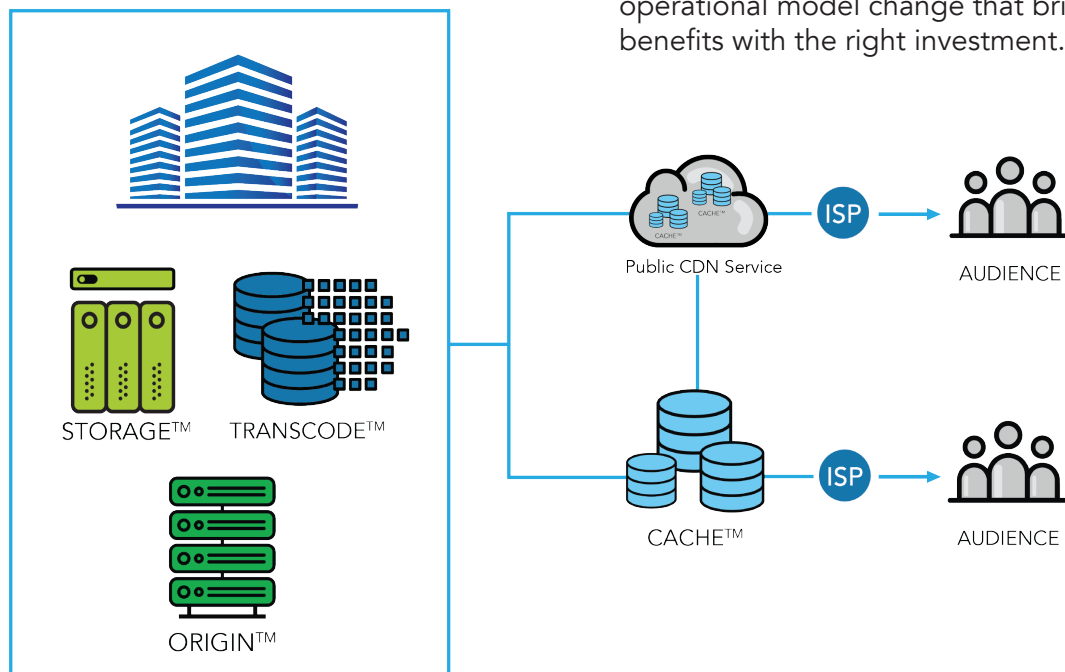 operational model change that bri
benefits with the right investment.
CACHE™
CACHE™
Public CDN Service
ISP
AUDIENCE
STORAGE™
TRANSCODE™
CACHE™
ISP
AUDIENCE
ORIGIN™